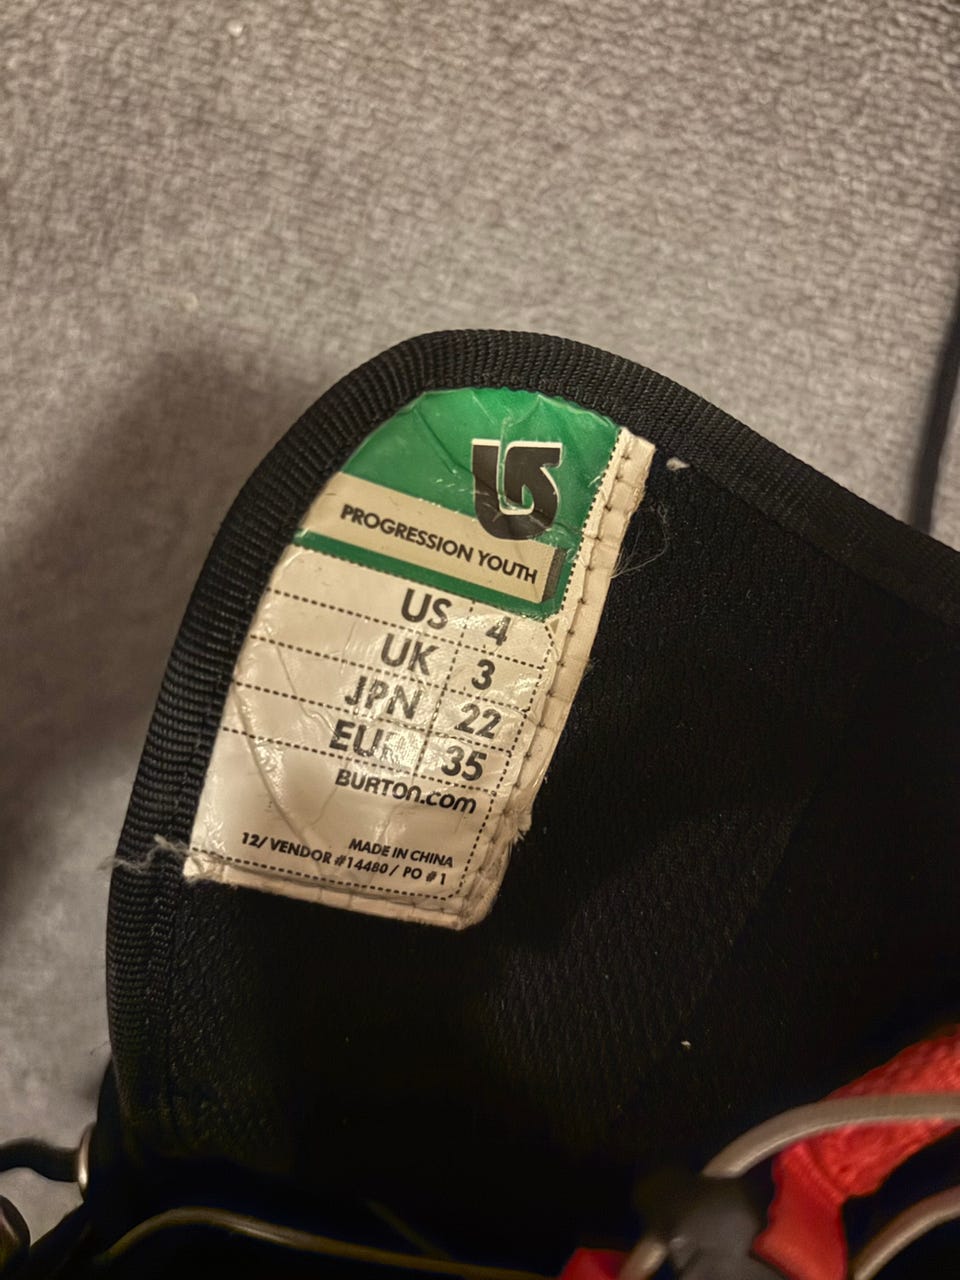 PROGRESSION YOUTH
US 4
UK 3
JPN 22
EUR 35
BURTON.COM
MADE IN CHINA
12/ VENDOR #14480 / PO #1